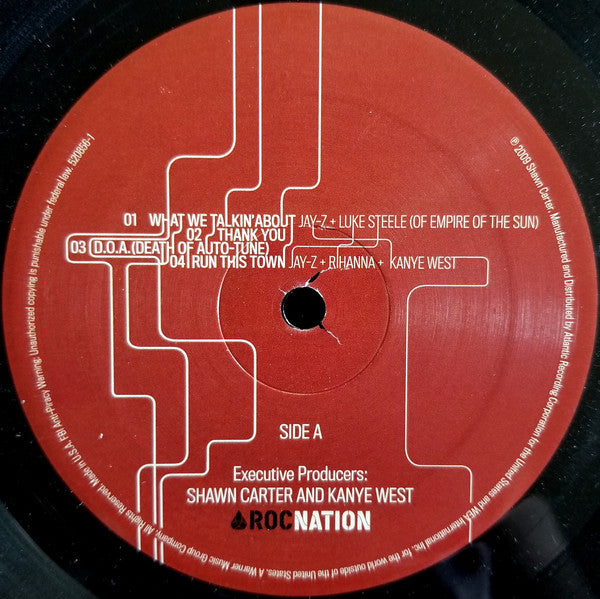 01 WHAT WE TALKIN' ABOUT JAY-Z + LUKE STEELE (OF EMPIRE OF THE SUN)
02 THANK YOU
03 D.O.A. (DEATH OF AUTO-TUNE)
04 RUN THIS TOWN JAY-Z + RIHANNA + KANYE WEST
SIDE A
Executive Producers:
SHAWN CARTER AND KANYE WEST
ROCNATION
℗ 2009 Shawn Carter. Manufactured and Distributed by Atlantic Recording Corporation for the United States and WEA International Inc. for the world outside of the United States. A Warner Music Group Company. All Rights Reserved. Made in U.S.A. FBI Anti-Piracy Warning: Unauthorized copying is punishable under federal law. 520856-1